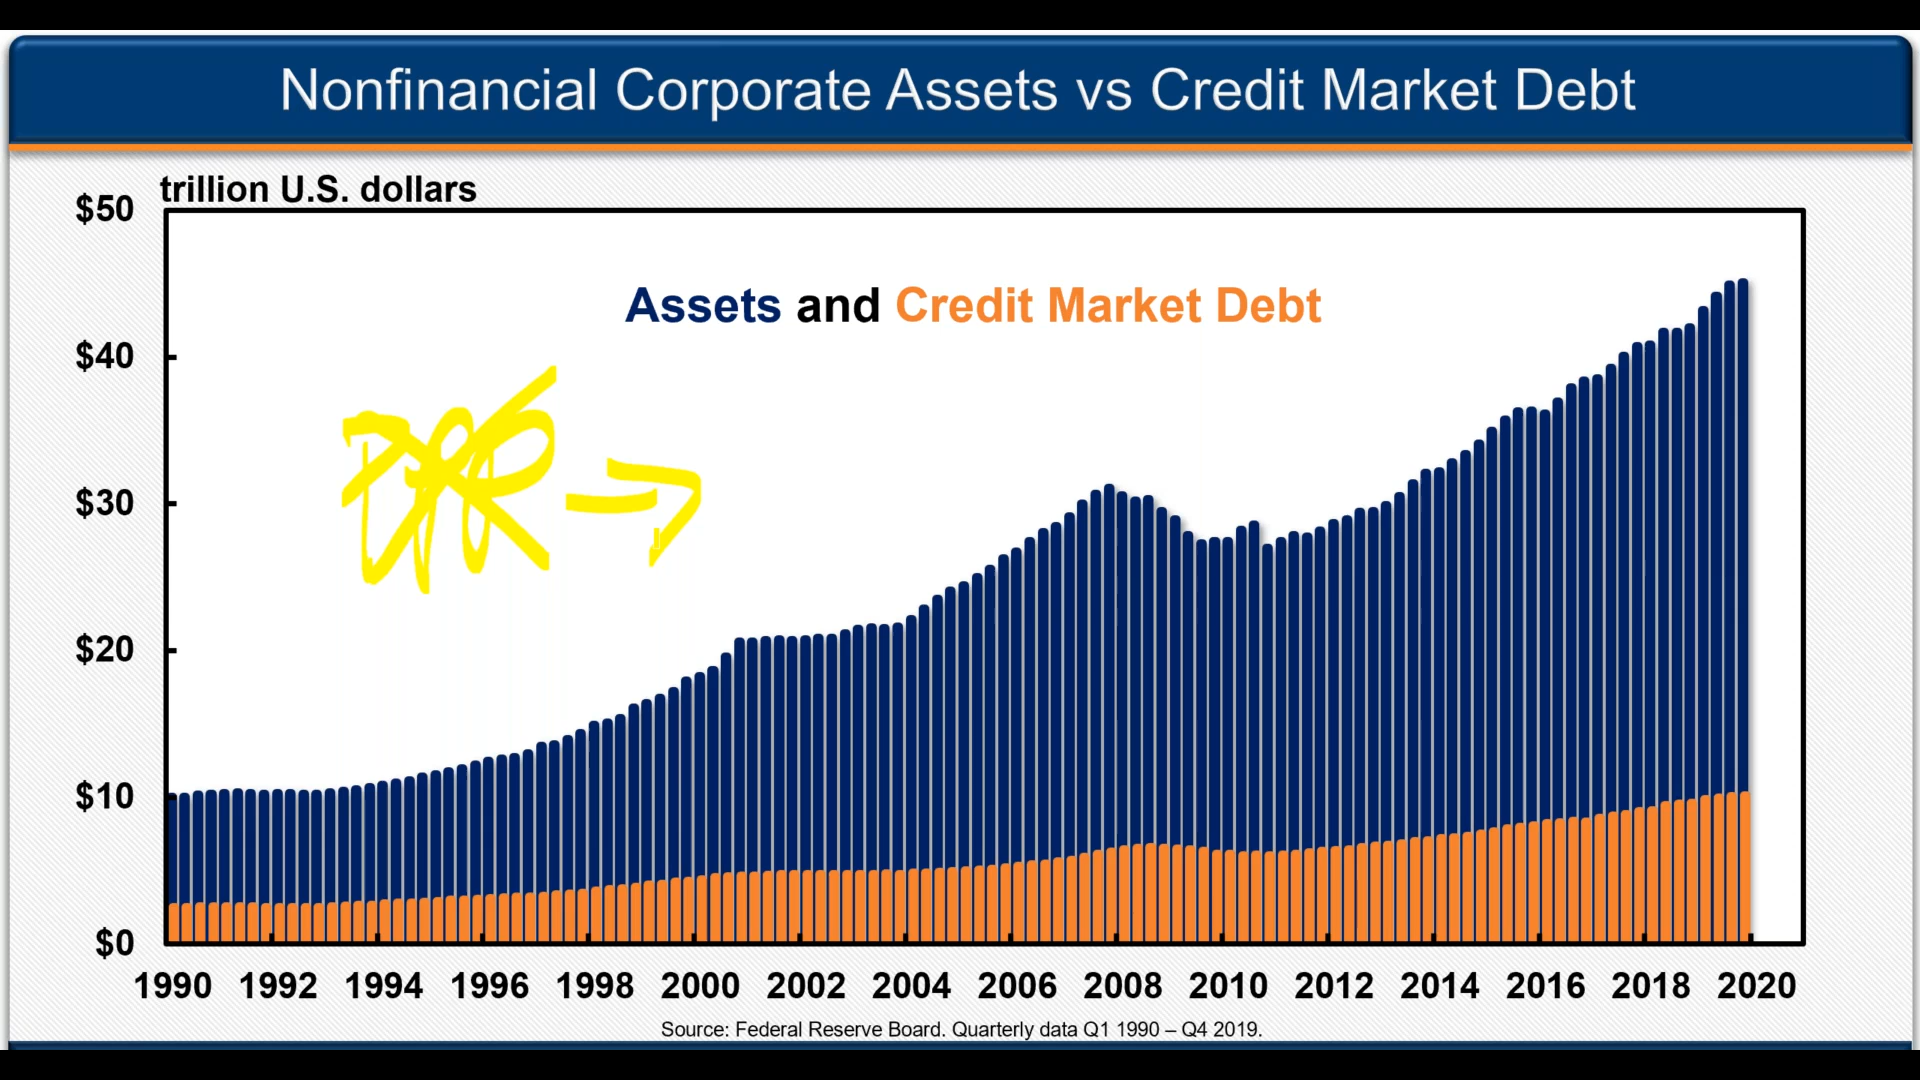 Nonfinancial Corporate Assets vs Credit Market Debt
trillion U.S. dollars
$50
Assets and Credit Market Debt
$40
$30
$20
$10
$0
1990 1992 1994 1996 1998 2000 2002 2004 2006 2008 2010 2012 2014 2016 2018 2020
Source: Federal Reserve Board. Quarterly data Q1 1990 – Q4 2019.